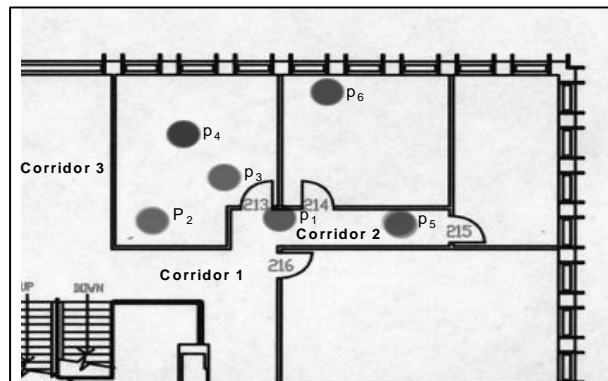 p6
p4
Corridor 3
p3
213
214
P2
p1
p5
Corridor 2
215
Corridor 1
216
UP
DOWN